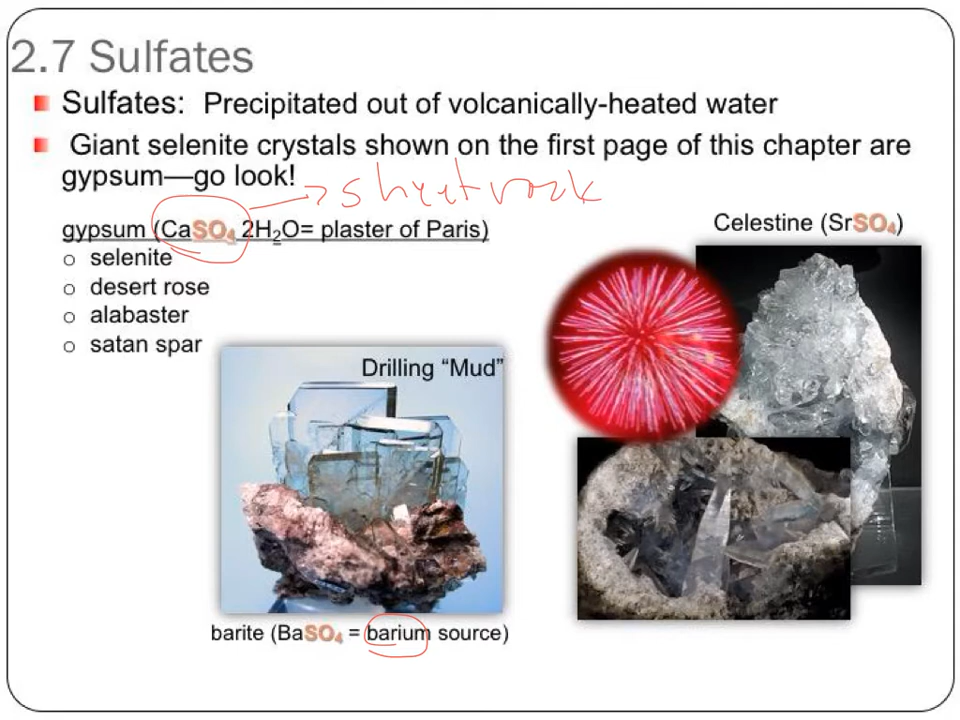 2.7 Sulfates
Sulfates: Precipitated out of volcanically-heated water
Giant selenite crystals shown on the first page of this chapter are
gypsum—go look!
sheetrock
gypsum (CaSO₄ 2H₂O= plaster of Paris)
o selenite
o desert rose
o alabaster
o satan spar
Celestine (SrSO₄)
Drilling “Mud”
barite (BaSO₄ = barium source)